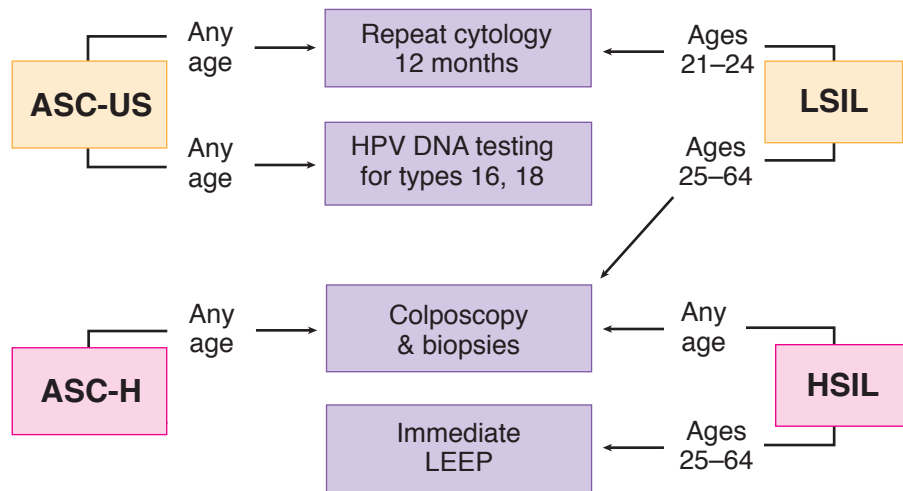 Any
age
Repeat cytology
12 months
Ages
21–24
ASC-US
LSIL
Any
age
HPV DNA testing
for types 16, 18
Ages
25–64
Any
age
Colposcopy
& biopsies
Any
age
ASC-H
HSIL
Immediate
LEEP
Ages
25–64